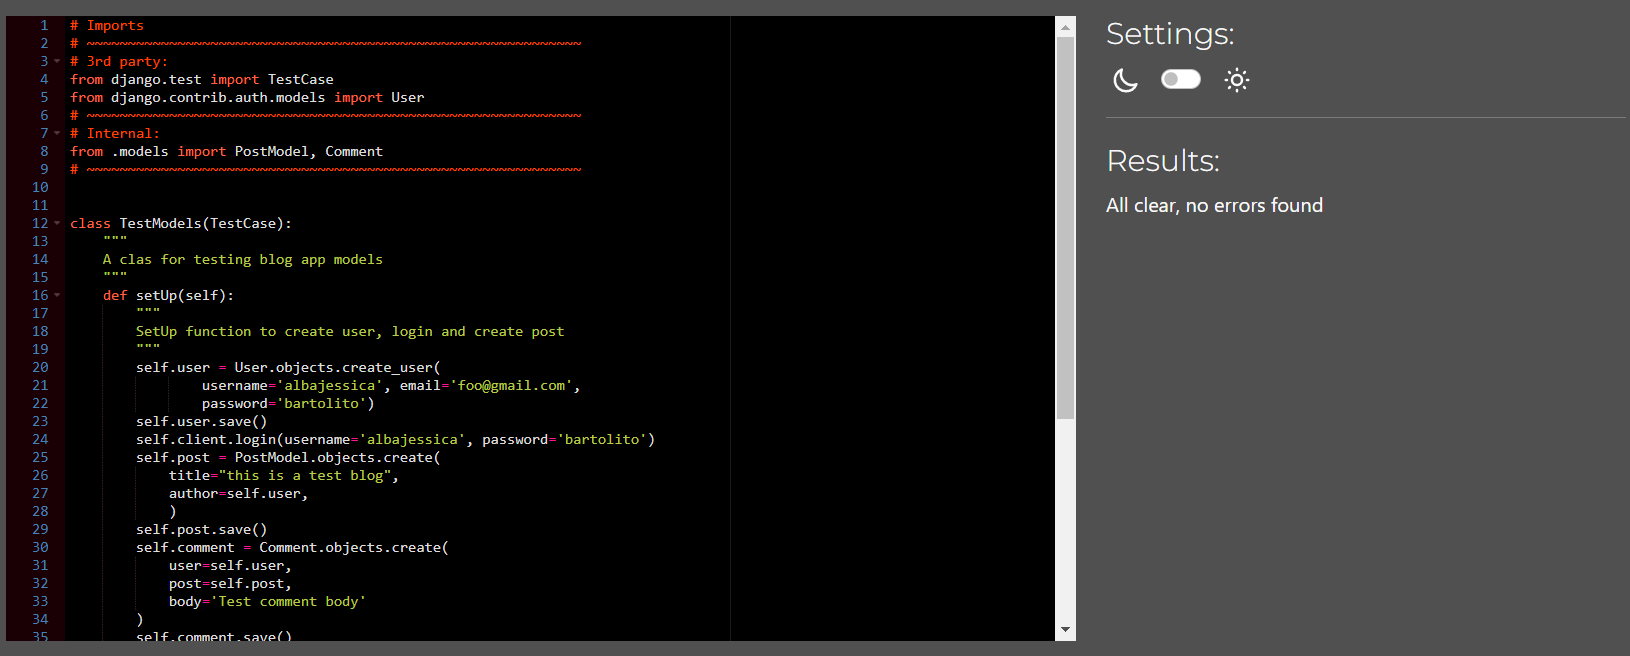 1 # Imports
2 # ~~~~~~~~~~~~~~~~~~~~~~~~~~~~~~~~~~~~~~~~~~~~~~~~~~~~~~~~~~~~
3 # 3rd party:
4 from django.test import TestCase
5 from django.contrib.auth.models import User
6 # ~~~~~~~~~~~~~~~~~~~~~~~~~~~~~~~~~~~~~~~~~~~~~~~~~~~~~~~~~~~~
7 # Internal:
8 from .models import PostModel, Comment
9 # ~~~~~~~~~~~~~~~~~~~~~~~~~~~~~~~~~~~~~~~~~~~~~~~~~~~~~~~~~~~~
10
11
12 class TestModels(TestCase):
13     """
14     A clas for testing blog app models
15     """
16     def setUp(self):
17         """
18         SetUp function to create user, login and create post
19         """
20         self.user = User.objects.create_user(
21                 username='albajessica', email='foo@gmail.com',
22                 password='bartolito')
23         self.user.save()
24         self.client.login(username='albajessica', password='bartolito')
25         self.post = PostModel.objects.create(
26             title="this is a test blog",
27             author=self.user,
28             )
29         self.post.save()
30         self.comment = Comment.objects.create(
31             user=self.user,
32             post=self.post,
33             body='Test comment body'
34         )
35         self.comment.save()
Settings:
Results:
All clear, no errors found